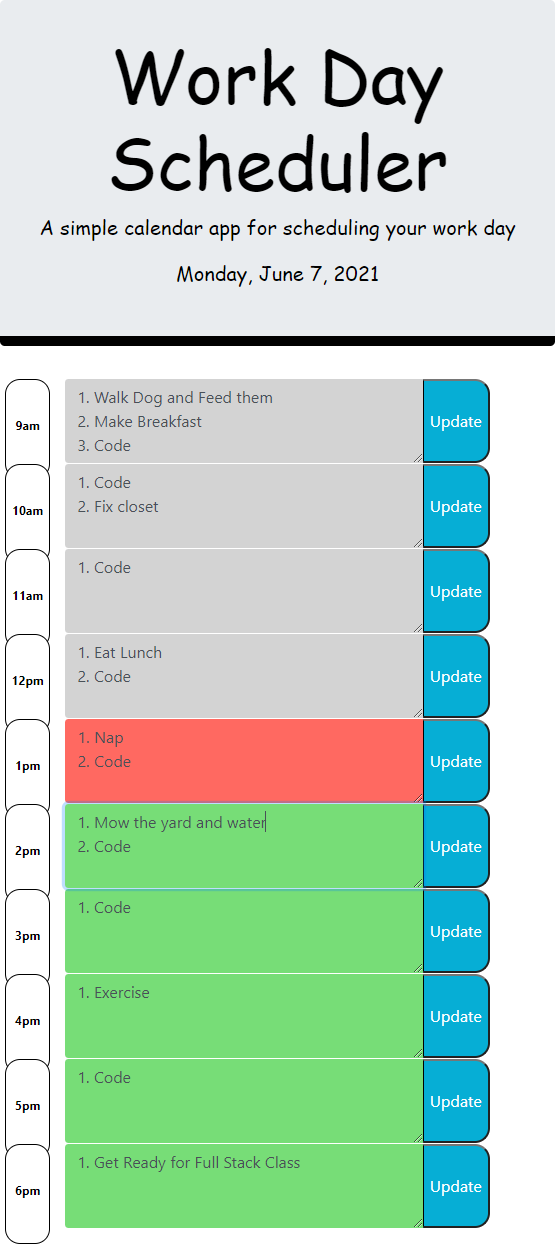 Work Day
Scheduler
A simple calendar app for scheduling your work day
Monday, June 7, 2021
9am
1. Walk Dog and Feed them
2. Make Breakfast
3. Code
Update
10am
1. Code
2. Fix closet
Update
11am
1. Code
Update
12pm
1. Eat Lunch
2. Code
Update
1pm
1. Nap
2. Code
Update
2pm
1. Mow the yard and water
2. Code
Update
3pm
1. Code
Update
4pm
1. Exercise
Update
5pm
1. Code
Update
6pm
1. Get Ready for Full Stack Class
Update